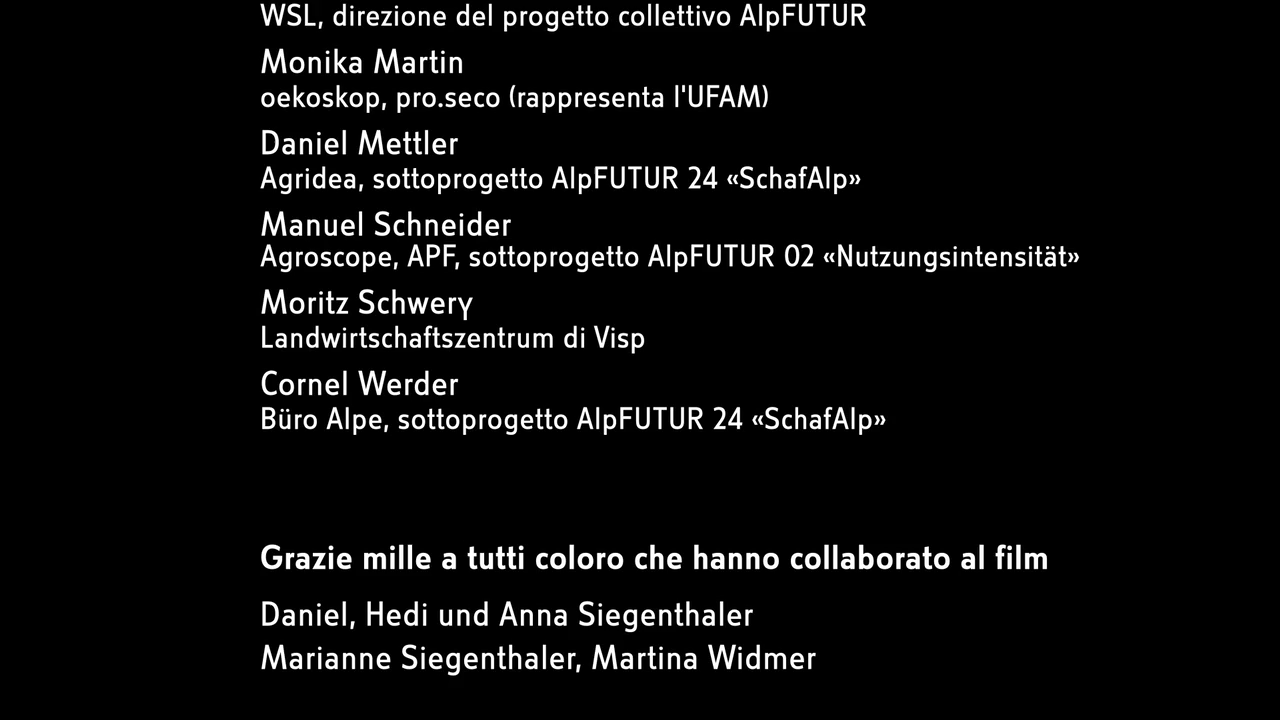 WSL, direzione del progetto collettivo AlpFUTUR
Monika Martin
oekoskop, pro.seco (rappresenta l'UFAM)
Daniel Mettler
Agridea, sottoprogetto AlpFUTUR 24 «SchafAlp»
Manuel Schneider
Agroscope, APF, sottoprogetto AlpFUTUR 02 «Nutzungsintensität»
Moritz Schwery
Landwirtschaftszentrum di Visp
Cornel Werder
Büro Alpe, sottoprogetto AlpFUTUR 24 «SchafAlp»
Grazie mille a tutti coloro che hanno collaborato al film
Daniel, Hedi und Anna Siegenthaler
Marianne Siegenthaler, Martina Widmer